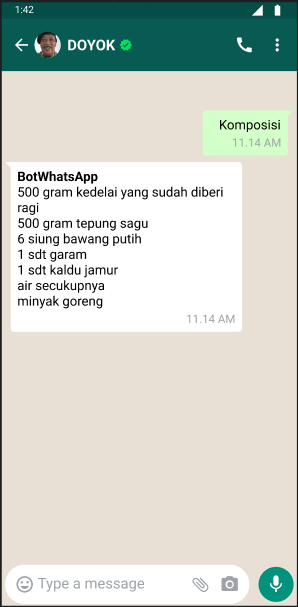 1:42
DOYOK
Komposisi
11.14 AM
BotWhatsApp
500 gram kedelai yang sudah diberi
ragi
500 gram tepung sagu
6 siung bawang putih
1 sdt garam
1 sdt kaldu jamur
air secukupnya
minyak goreng
11.14 AM
Type a message